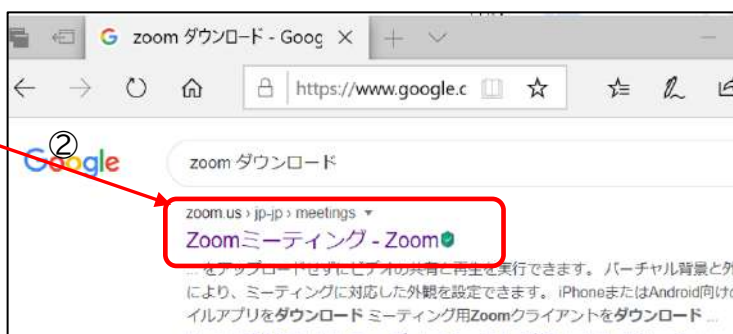 zoom ダウンロード - Goog
https://www.google.c
②
Google
zoom ダウンロード
zoom.us › jp-jp › meetings
Zoomミーティング - Zoom
... をアップロードせずにビデオの共有と再生を実行できます。 バーチャル背景と外
により、ミーティングに対応した外観を設定できます。 iPhoneまたはAndroid向けの
イルアプリをダウンロード ミーティング用Zoomクライアントをダウンロード ...